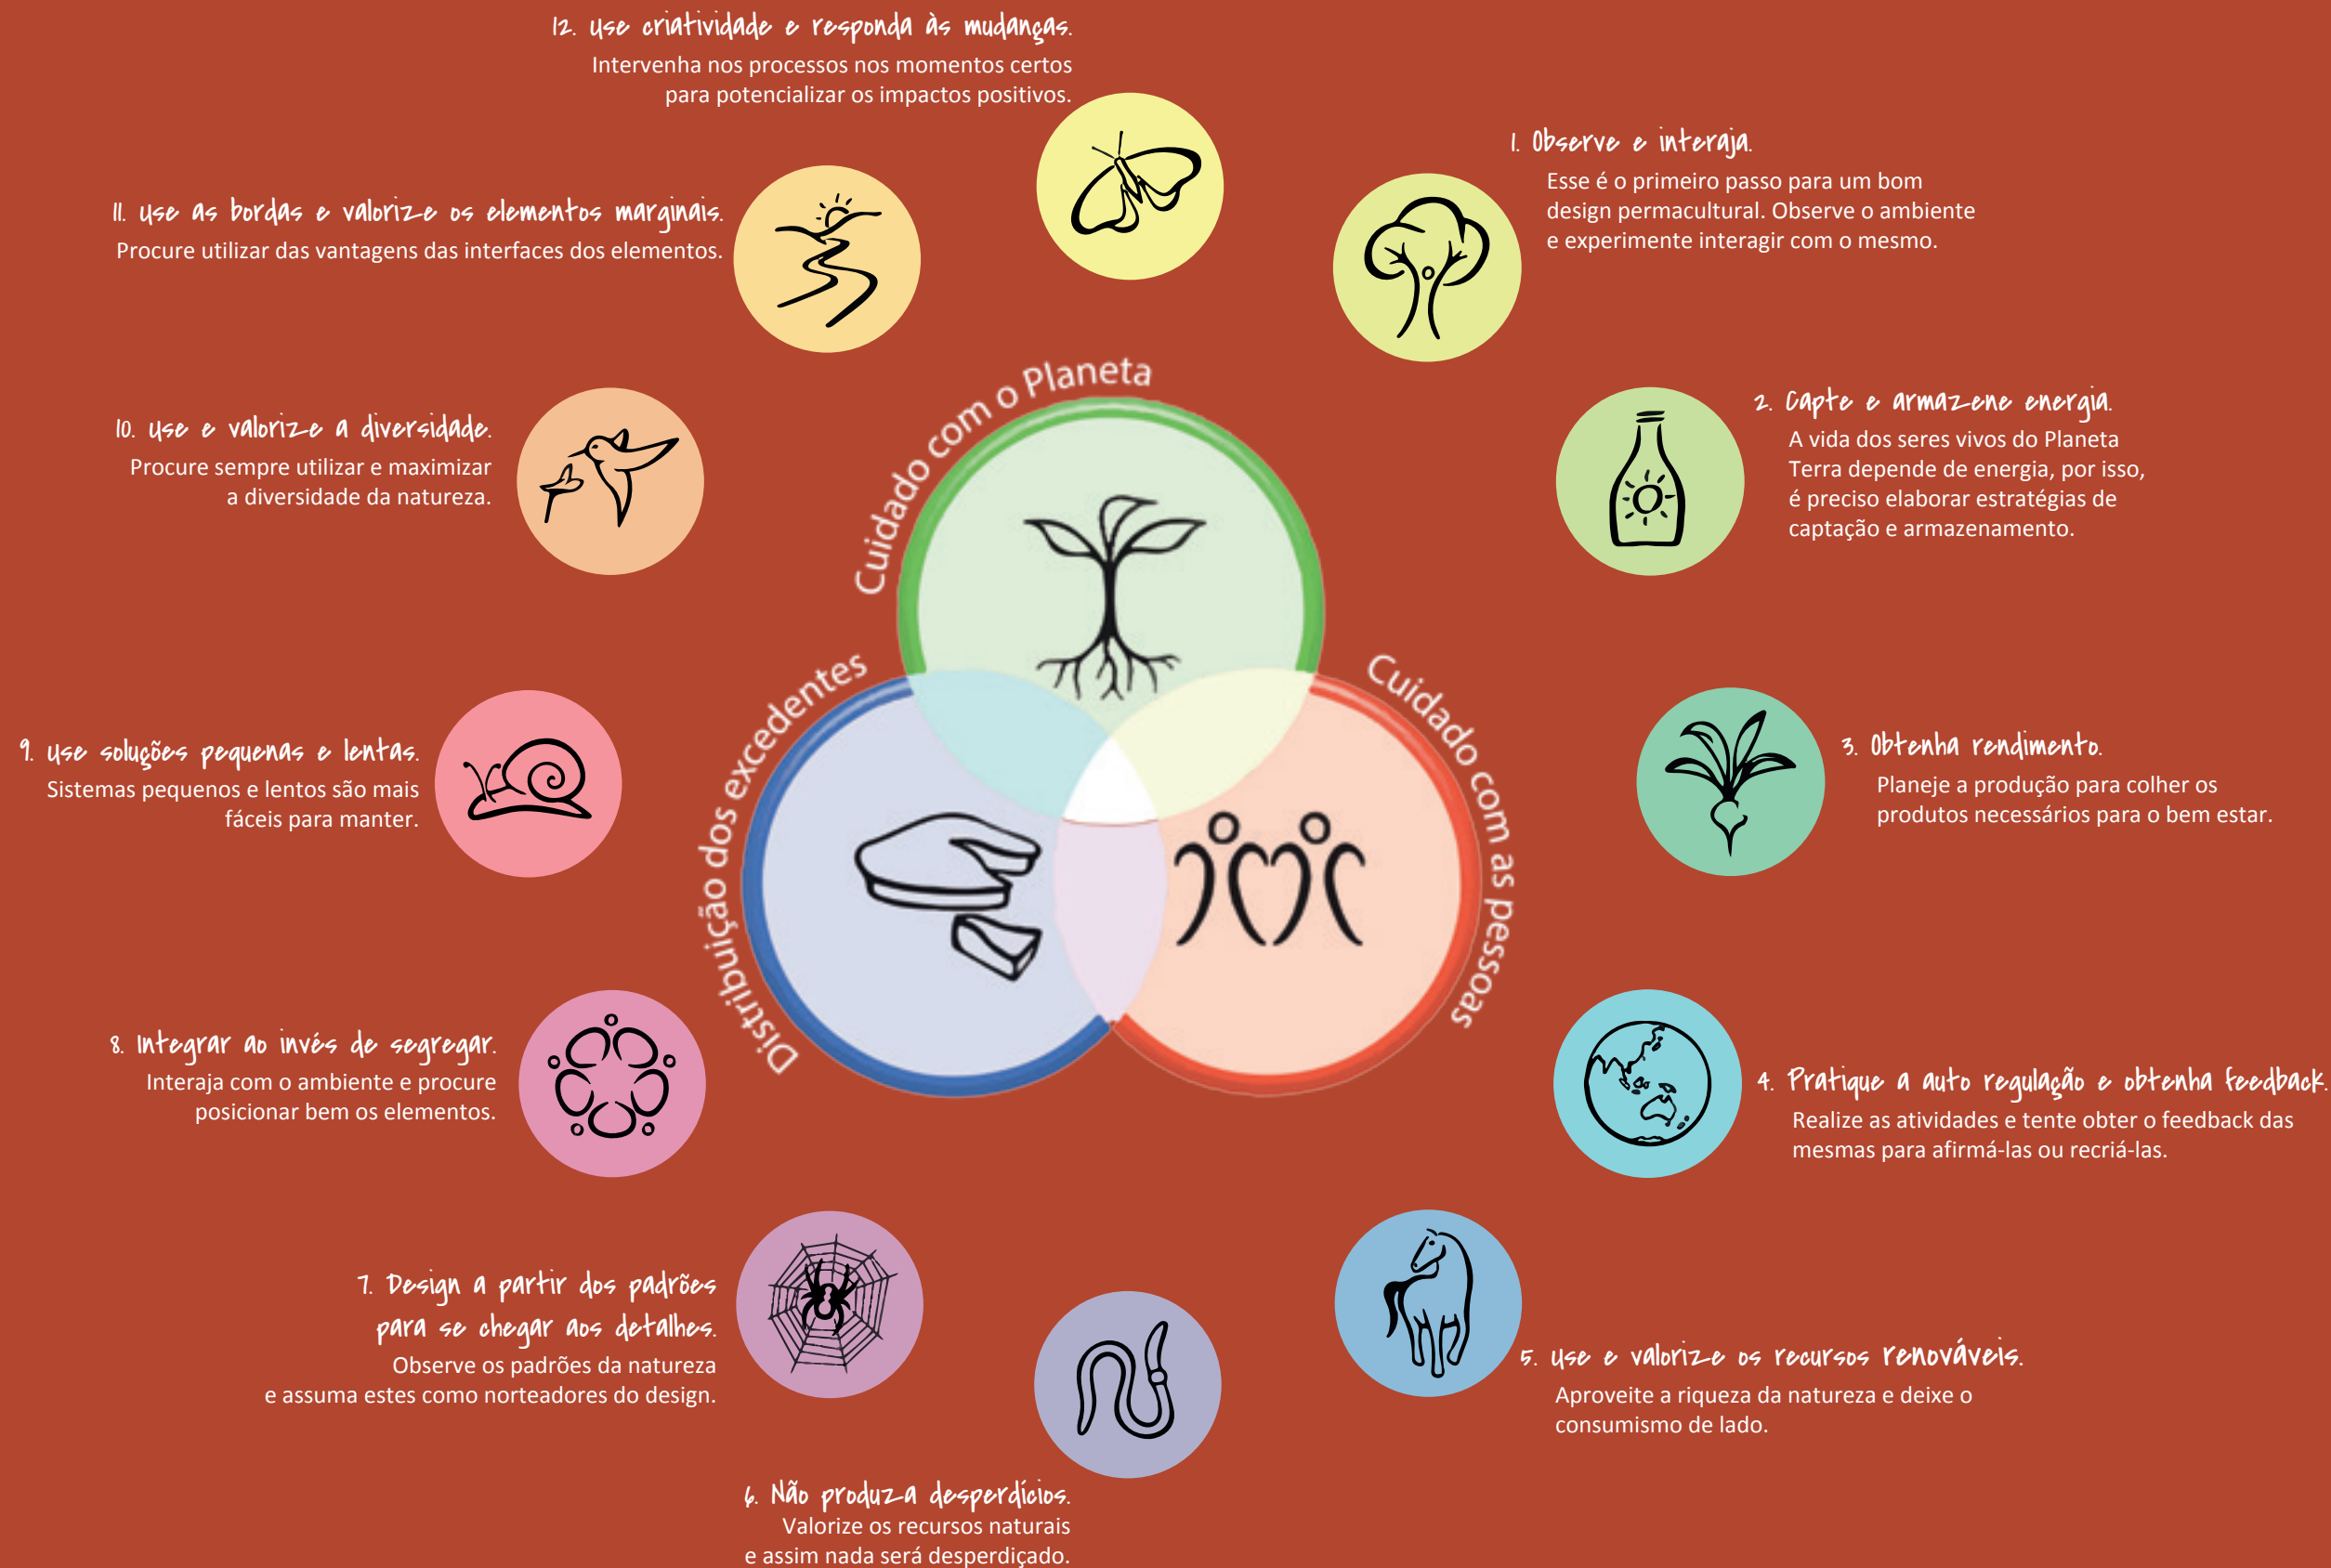 12. Use criatividade e responda às mudanças.
Intervenha nos processos nos momentos certos
para potencializar os impactos positivos.
1. Observe e interaja.
Esse é o primeiro passo para um bom
design permacultural. Observe o ambiente
e experimente interagir com o mesmo.
2. Capte e armazene energia.
A vida dos seres vivos do Planeta
Terra depende de energia, por isso,
é preciso elaborar estratégias de
captação e armazenamento.
3. Obtenha rendimento.
Planeje a produção para colher os
produtos necessários para o bem estar.
4. Pratique a auto regulação e obtenha feedback.
Realize as atividades e tente obter o feedback das
mesmas para afirmá-las ou recriá-las.
5. Use e valorize os recursos renováveis.
Aproveite a riqueza da natureza e deixe o
consumismo de lado.
6. Não produza desperdícios.
Valorize os recursos naturais
e assim nada será desperdiçado.
7. Design a partir dos padrões
para se chegar aos detalhes.
Observe os padrões da natureza
e assuma estes como norteadores do design.
8. Integrar ao invés de segregar.
Interaja com o ambiente e procure
posicionar bem os elementos.
9. Use soluções pequenas e lentas.
Sistemas pequenos e lentos são mais
fáceis para manter.
10. Use e valorize a diversidade.
Procure sempre utilizar e maximizar
a diversidade da natureza.
11. Use as bordas e valorize os elementos marginais.
Procure utilizar das vantagens das interfaces dos elementos.
Cuidado com o Planeta
Cuidado com as pessoas
Distribuição dos excedentes